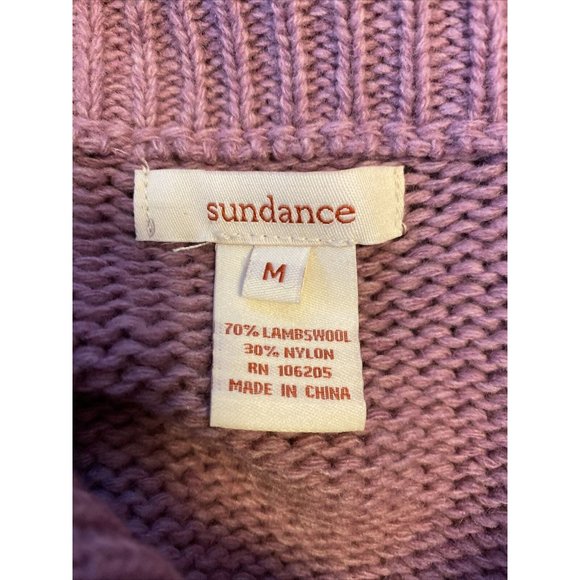 sundance
M
70% LAMBSWOOL
30% NYLON
RN 106205
MADE IN CHINA